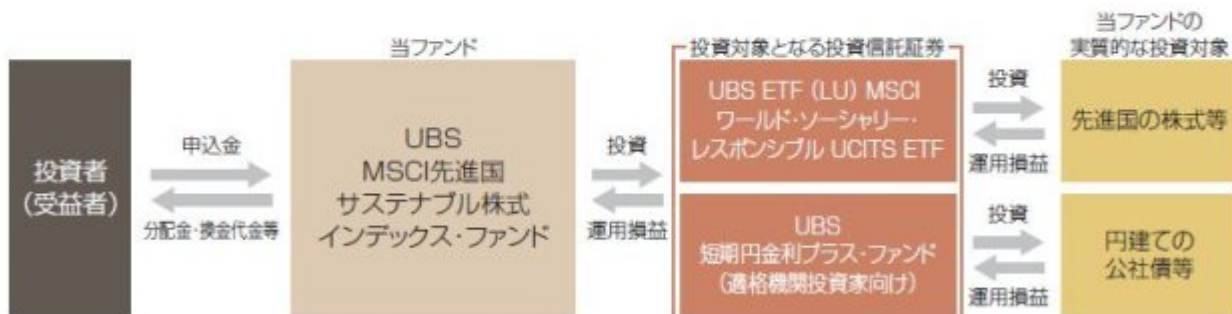 投資者
(受益者)
申込金
分配金・換金代金等
当ファンド
UBS
MSCI先進国
サステナブル株式
インデックス・ファンド
投資
運用損益
投資対象となる投資信託証券
UBS ETF (LU) MSCI
ワールド・ソーシャリー・
レスポンシブル UCITS ETF
UBS
短期円金利プラス・ファンド
(適格機関投資家向け)
投資
運用損益
投資
運用損益
当ファンドの
実質的な投資対象
先進国の株式等
円建ての
公社債等